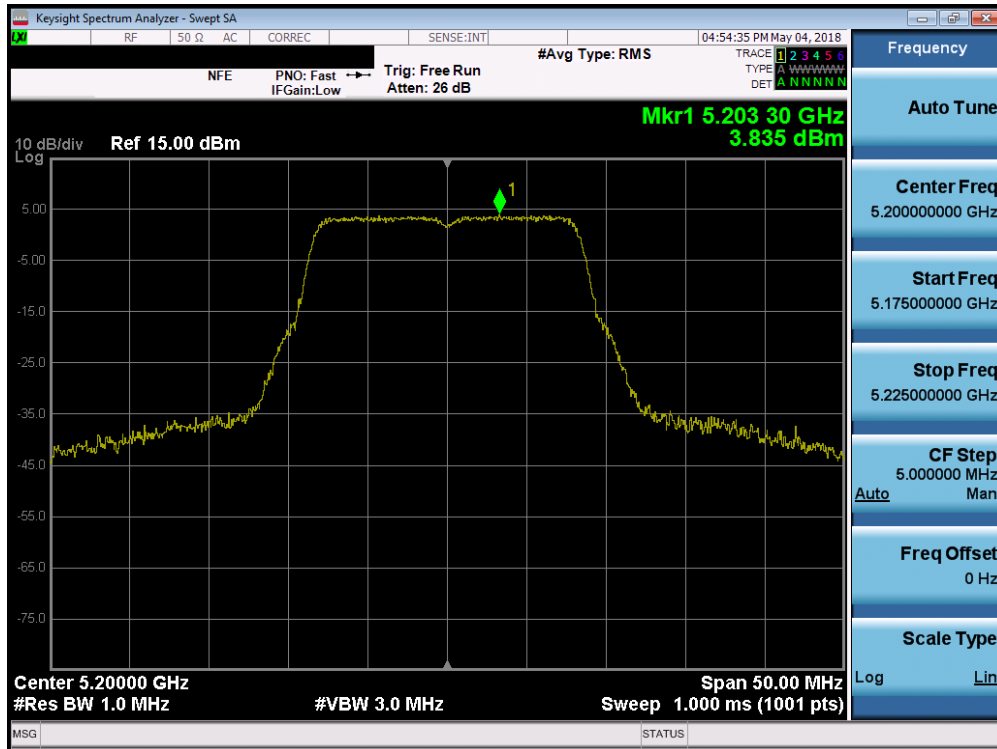 Keysight Spectrum Analyzer - Swept SA
LXI RF 50 Ω AC CORREC SENSE:INT 04:54:35 PM May 04, 2018
#Avg Type: RMS TRACE 1 2 3 4 5 6
NFE PNO: Fast Trig: Free Run TYPE A WWWWW
IFGain:Low Atten: 26 dB DET A N N N N N
Mkr1 5.203 30 GHz
3.835 dBm
10 dB/div Ref 15.00 dBm
Log
1
5.00
-5.00
-15.0
-25.0
-35.0
-45.0
-55.0
-65.0
-75.0
Center 5.20000 GHz Span 50.00 MHz
#Res BW 1.0 MHz #VBW 3.0 MHz Sweep 1.000 ms (1001 pts)
MSG STATUS
Frequency
Auto Tune
Center Freq
5.200000000 GHz
Start Freq
5.175000000 GHz
Stop Freq
5.225000000 GHz
CF Step
5.000000 MHz
Auto Man
Freq Offset
0 Hz
Scale Type
Log Lin